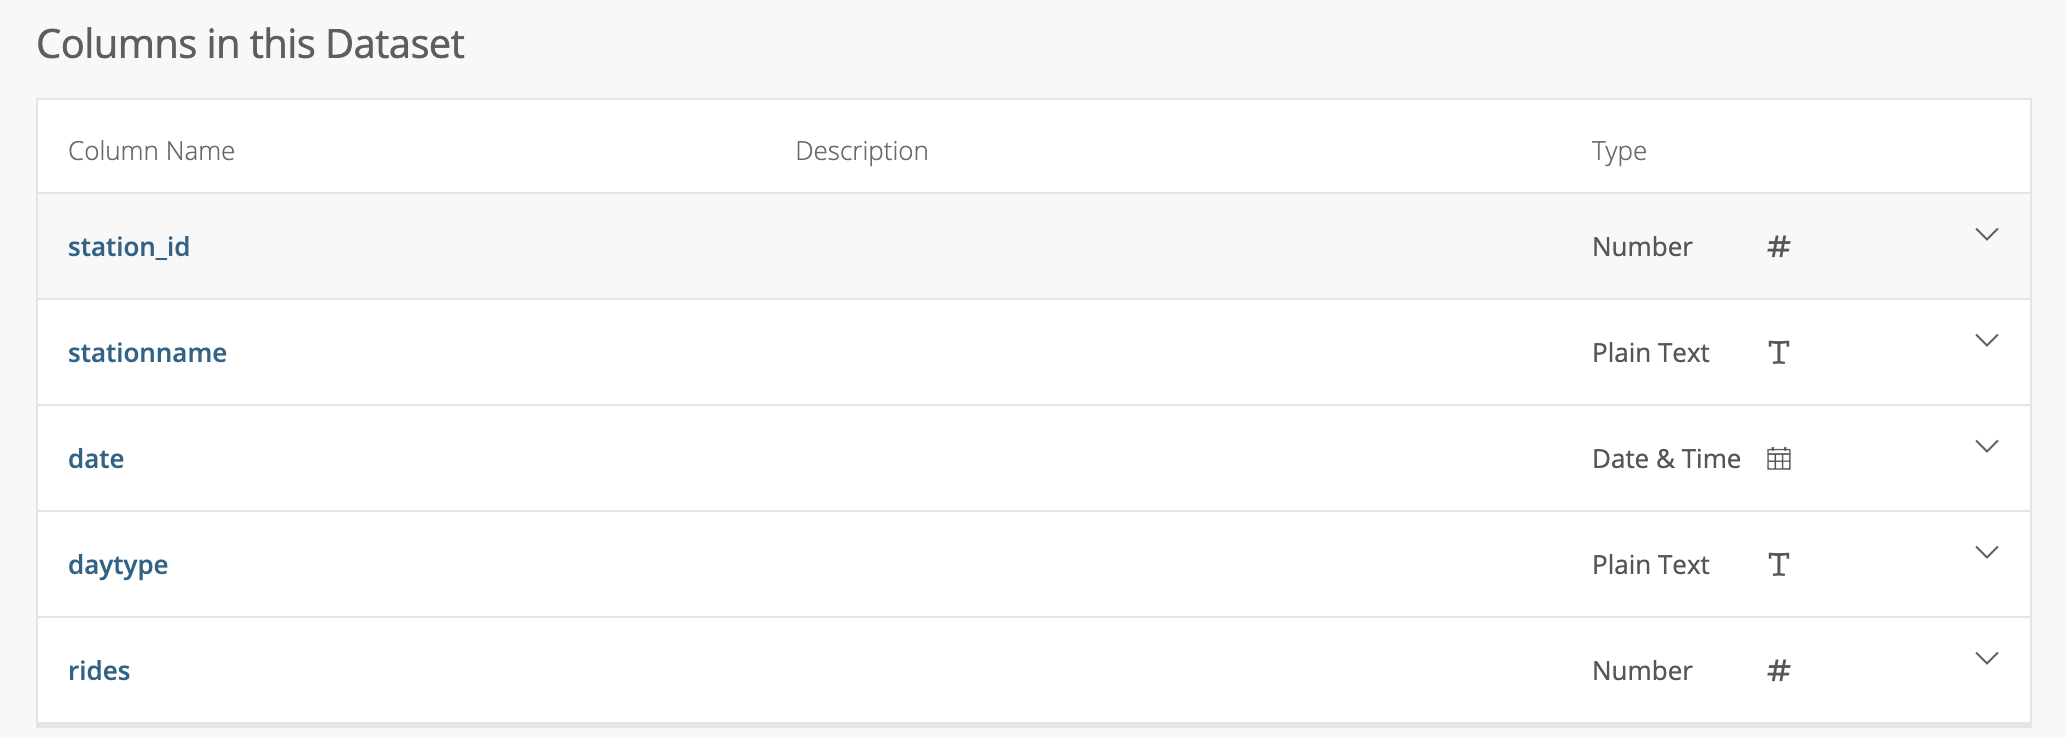 Columns in this Dataset
Column Name Description Type
station_id Number #
stationname Plain Text T
date Date & Time
daytype Plain Text T
rides Number #